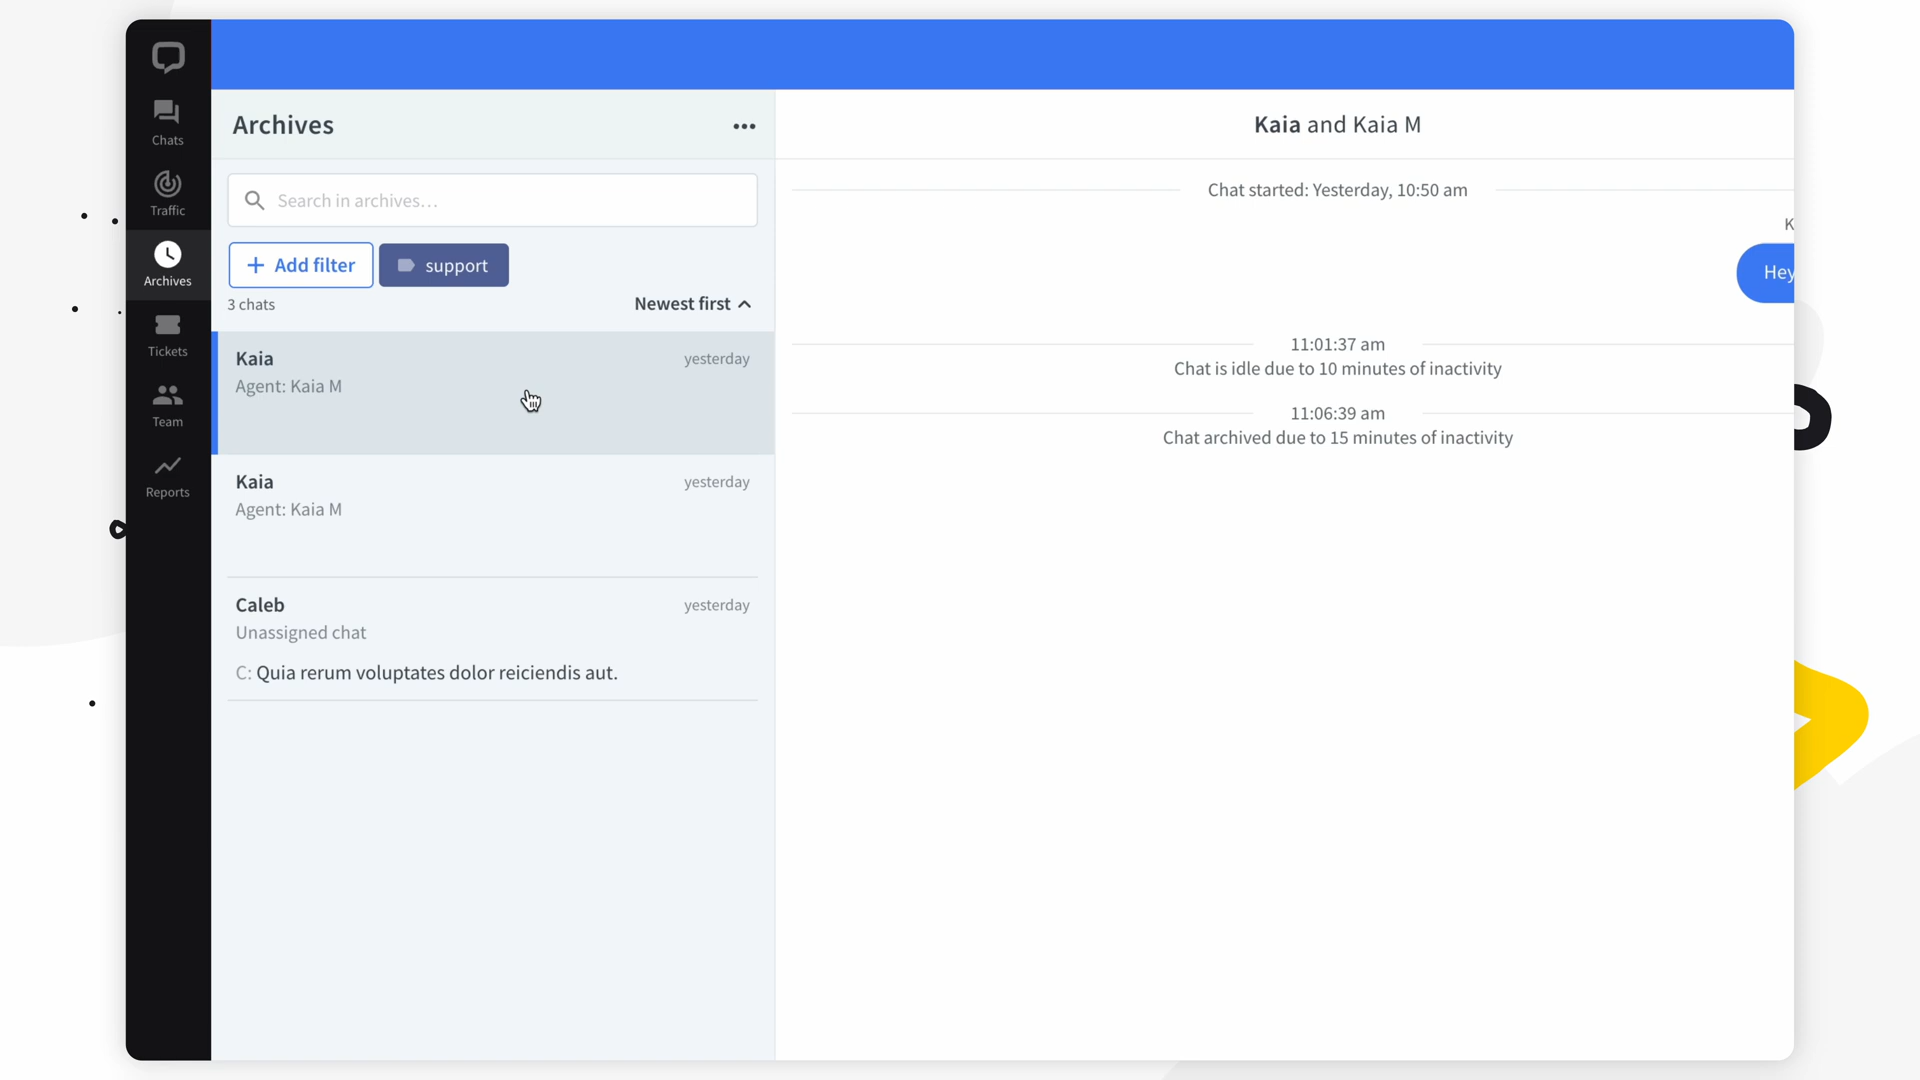 Chats
Traffic
Archives
Tickets
Team
Reports
Archives
Search in archives…
Add filter
support
3 chats
Newest first
Kaia
yesterday
Agent: Kaia M
Kaia
yesterday
Agent: Kaia M
Caleb
yesterday
Unassigned chat
C: Quia rerum voluptates dolor reiciendis aut.
Kaia and Kaia M
Chat started: Yesterday, 10:50 am
K
Hey
11:01:37 am
Chat is idle due to 10 minutes of inactivity
11:06:39 am
Chat archived due to 15 minutes of inactivity